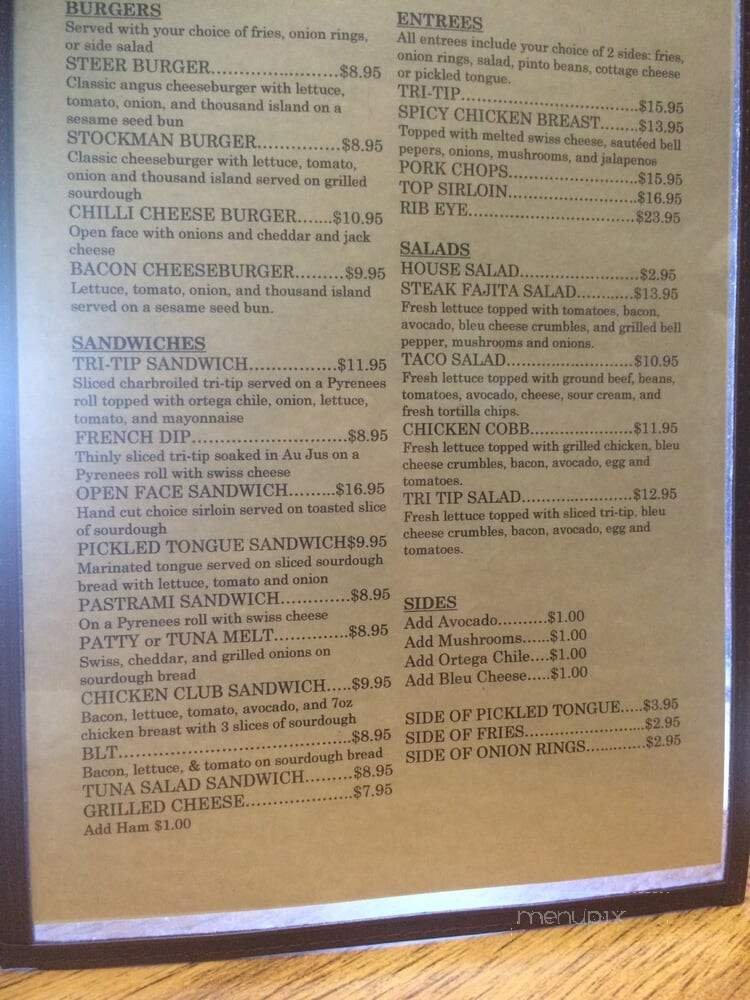 BURGERS
Served with your choice of fries, onion rings,
or side salad
STEER BURGER......................$8.95
Classic angus cheeseburger with lettuce,
tomato, onion, and thousand island on a
sesame seed bun
STOCKMAN BURGER..............$8.95
Classic cheeseburger with lettuce, tomato,
onion and thousand island served on grilled
sourdough
CHILLI CHEESE BURGER......$10.95
Open face with onions and cheddar and jack
cheese
BACON CHEESEBURGER.........$9.95
Lettuce, tomato, onion, and thousand island
served on a sesame seed bun.
SANDWICHES
TRI-TIP SANDWICH................$11.95
Sliced charbroiled tri-tip served on a Pyrenees
roll topped with ortega chile, onion, lettuce,
tomato, and mayonnaise
FRENCH DIP............................$8.95
Thinly sliced tri-tip soaked in Au Jus on a
Pyrenees roll with swiss cheese
OPEN FACE SANDWICH.........$16.95
Hand cut choice sirloin served on toasted slice
of sourdough
PICKLED TONGUE SANDWICH$9.95
Marinated tongue served on sliced sourdough
bread with lettuce, tomato and onion
PASTRAMI SANDWICH.............$8.95
On a Pyrenees roll with swiss cheese
PATTY or TUNA MELT..............$8.95
Swiss, cheddar, and grilled onions on
sourdough bread
CHICKEN CLUB SANDWICH.....$9.95
Bacon, lettuce, tomato, avocado, and 7oz
chicken breast with 3 slices of sourdough
BLT..........................................$8.95
Bacon, lettuce, & tomato on sourdough bread
TUNA SALAD SANDWICH.........$8.95
GRILLED CHEESE....................$7.95
Add Ham $1.00
ENTREES
All entrees include your choice of 2 sides: fries,
onion rings, salad, pinto beans, cottage cheese
or pickled tongue.
TRI-TIP................................$15.95
SPICY CHICKEN BREAST.......$13.95
Topped with melted swiss cheese, sautéed bell
pepers, onions, mushrooms, and jalapenos
PORK CHOPS.......................$15.95
TOP SIRLOIN.......................$16.95
RIB EYE..............................$23.95
SALADS
HOUSE SALAD.....................$2.95
STEAK FAJITA SALAD............$13.95
Fresh lettuce topped with tomatoes, bacon,
avocado, bleu cheese crumbles, and grilled bell
pepper, mushrooms and onions.
TACO SALAD.......................$10.95
Fresh lettuce topped with ground beef, beans,
tomatoes, avocado, cheese, sour cream, and
fresh tortilla chips.
CHICKEN COBB...................$11.95
Fresh lettuce topped with grilled chicken, bleu
cheese crumbles, bacon, avocado, egg and
tomatoes.
TRI TIP SALAD....................$12.95
Fresh lettuce topped with sliced tri-tip, bleu
cheese crumbles, bacon, avocado, egg and
tomatoes.
SIDES
Add Avocado..........$1.00
Add Mushrooms......$1.00
Add Ortega Chile....$1.00
Add Bleu Cheese.....$1.00
SIDE OF PICKLED TONGUE.....$3.95
SIDE OF FRIES.........................$2.95
SIDE OF ONION RINGS.............$2.95
menupix